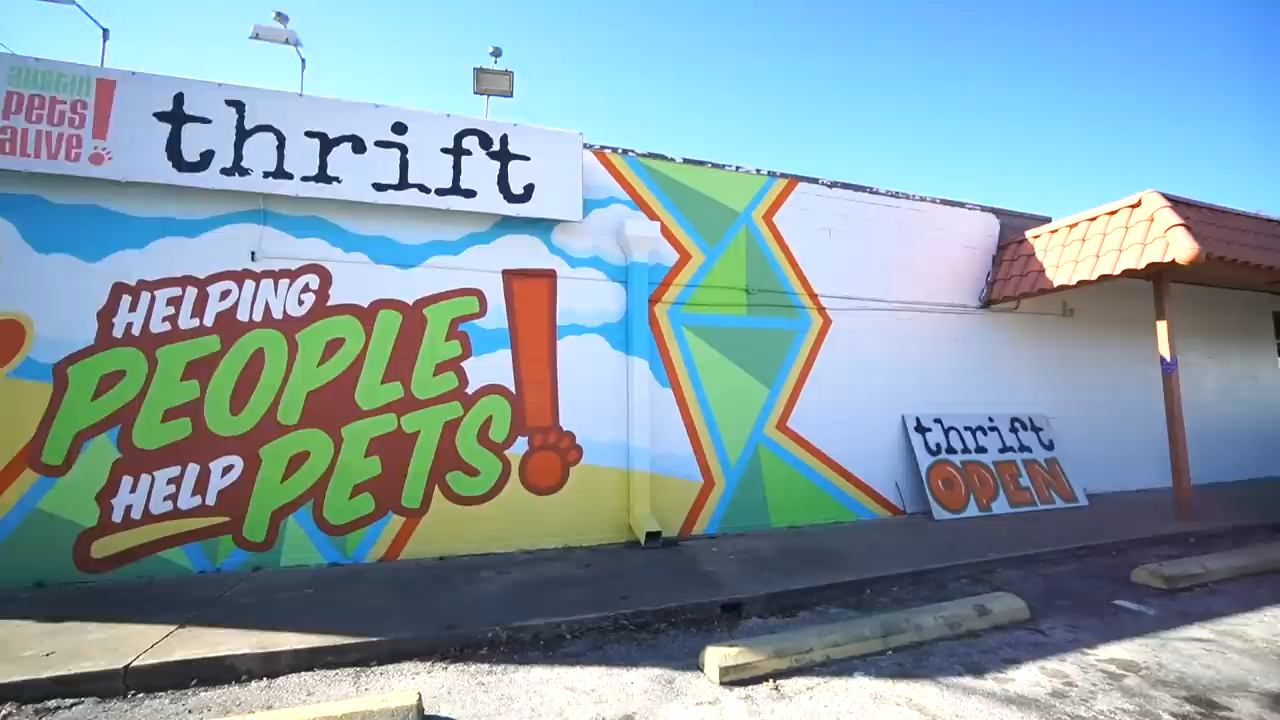 austin
pets
alive!
thrift
HELPING
PEOPLE
HELP PETS!
thrift
OPEN